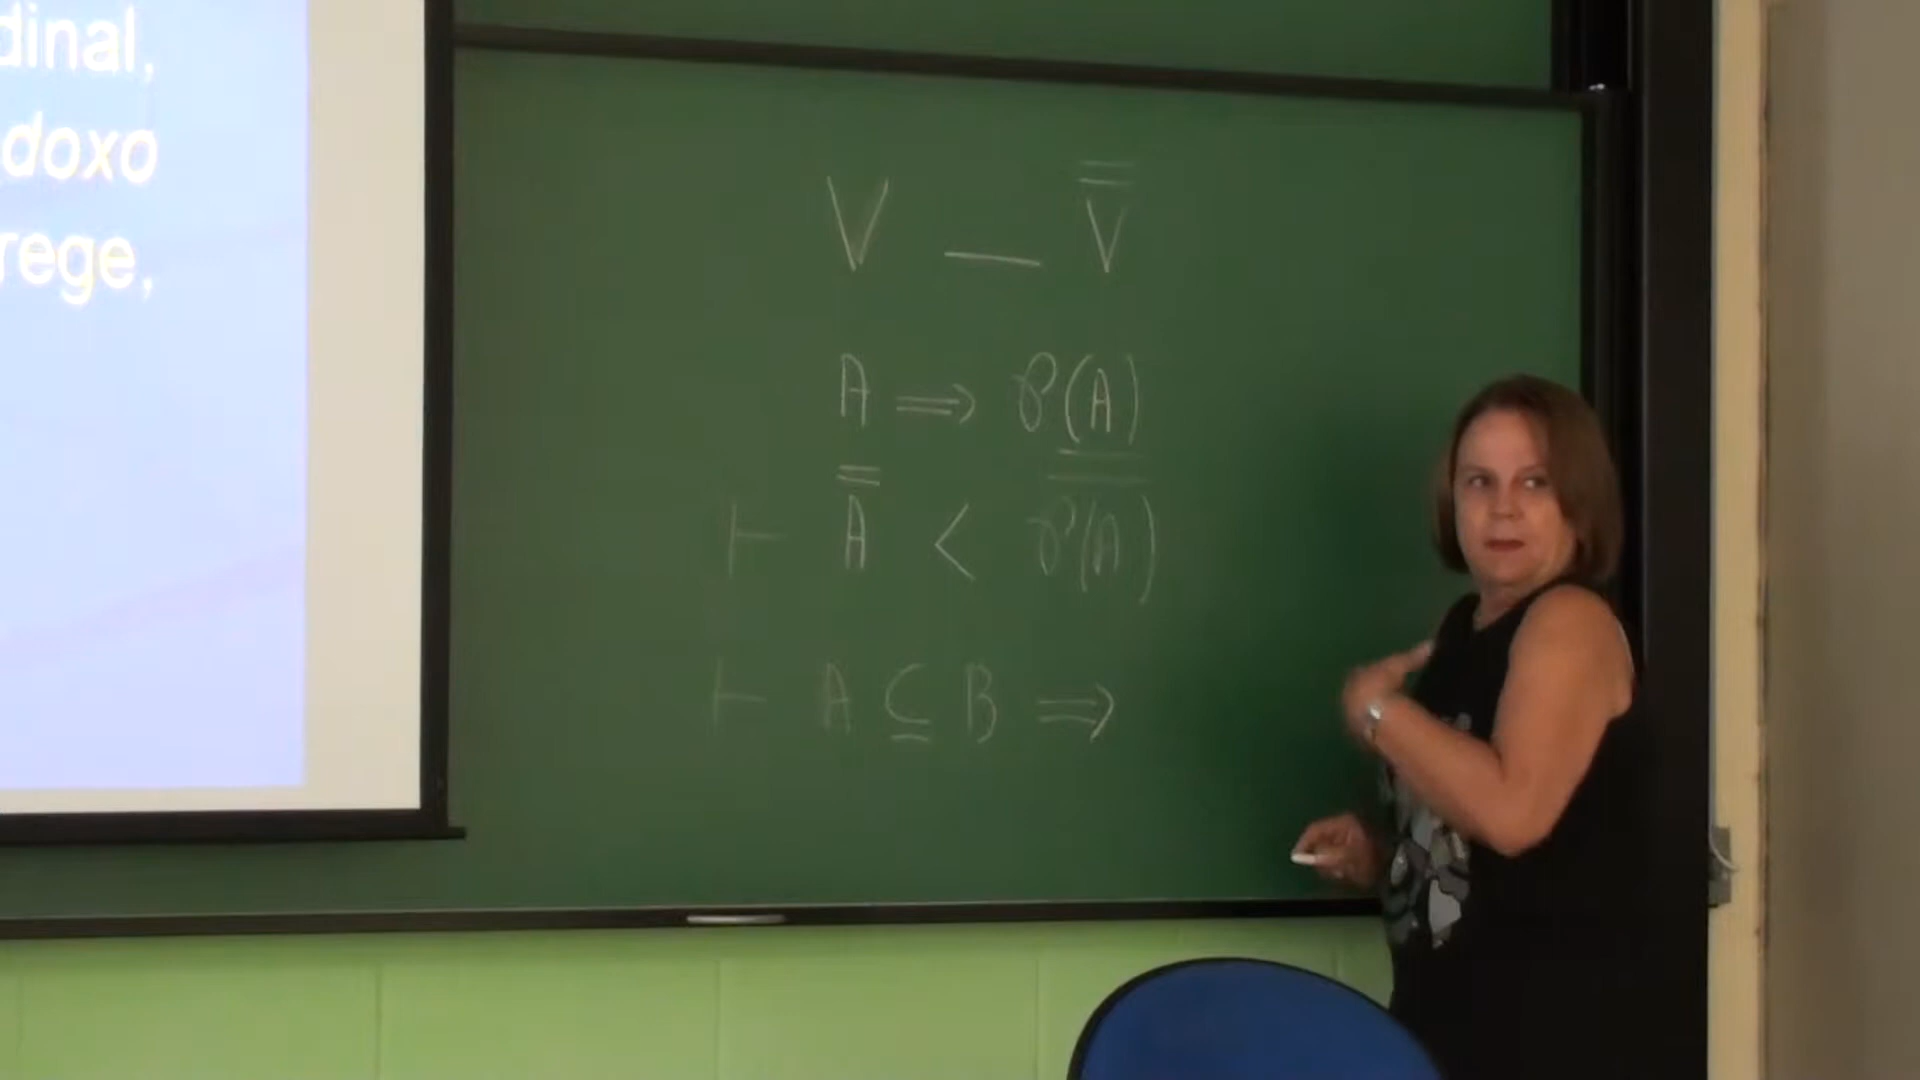 dinal,
doxo
rege,
V — V̿
A ⟹ 𝒫(A)
⊢ A̿ < 𝒫(A)̿
⊢ A ⊆ B ⟹